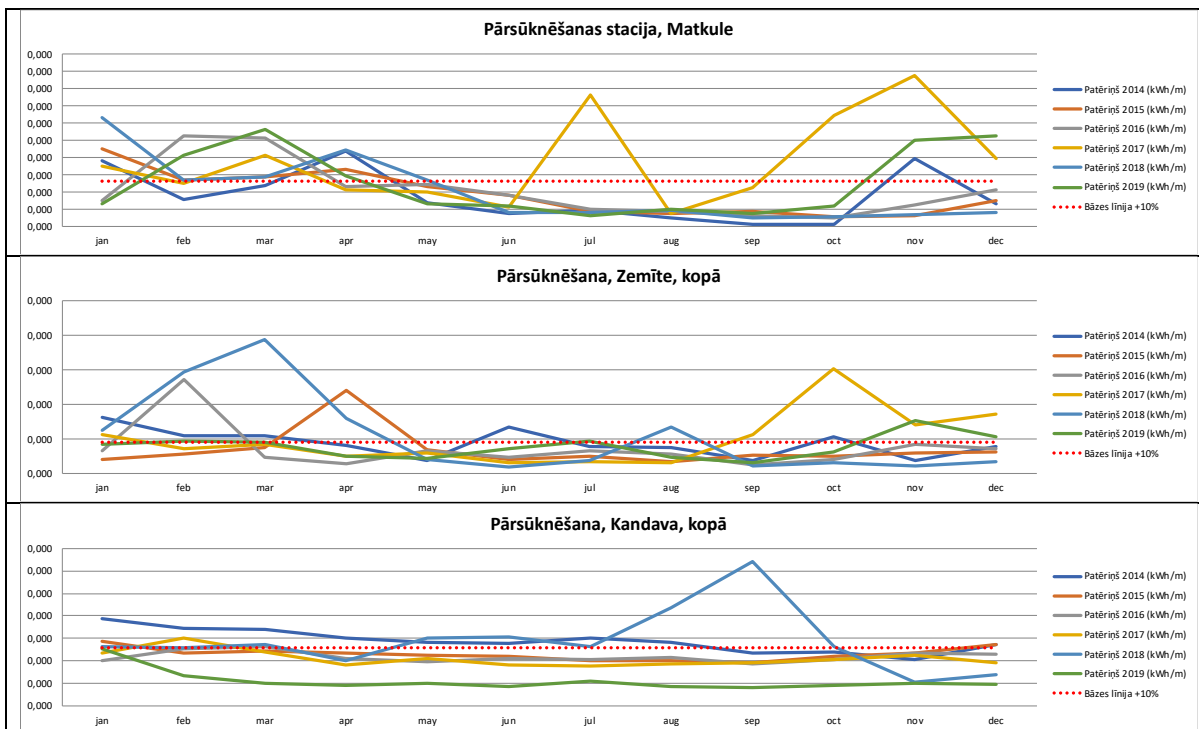 Pārsūknēšanas stacija, Matkule
0,000
0,000
0,000
0,000
0,000
0,000
0,000
0,000
0,000
0,000
0,000
jan feb mar apr may jun jul aug sep oct nov dec
Patēriņš 2014 (kWh/m)
Patēriņš 2015 (kWh/m)
Patēriņš 2016 (kWh/m)
Patēriņš 2017 (kWh/m)
Patēriņš 2018 (kWh/m)
Patēriņš 2019 (kWh/m)
Bāzes līnija +10%
Pārsūknēšana, Zemīte, kopā
0,000
0,000
0,000
0,000
0,000
0,000
jan feb mar apr may jun jul aug sep oct nov dec
Patēriņš 2014 (kWh/m)
Patēriņš 2015 (kWh/m)
Patēriņš 2016 (kWh/m)
Patēriņš 2017 (kWh/m)
Patēriņš 2018 (kWh/m)
Patēriņš 2019 (kWh/m)
Bāzes līnija +10%
Pārsūknēšana, Kandava, kopā
0,000
0,000
0,000
0,000
0,000
0,000
0,000
0,000
jan feb mar apr may jun jul aug sep oct nov dec
Patēriņš 2014 (kWh/m)
Patēriņš 2015 (kWh/m)
Patēriņš 2016 (kWh/m)
Patēriņš 2017 (kWh/m)
Patēriņš 2018 (kWh/m)
Patēriņš 2019 (kWh/m)
Bāzes līnija +10%